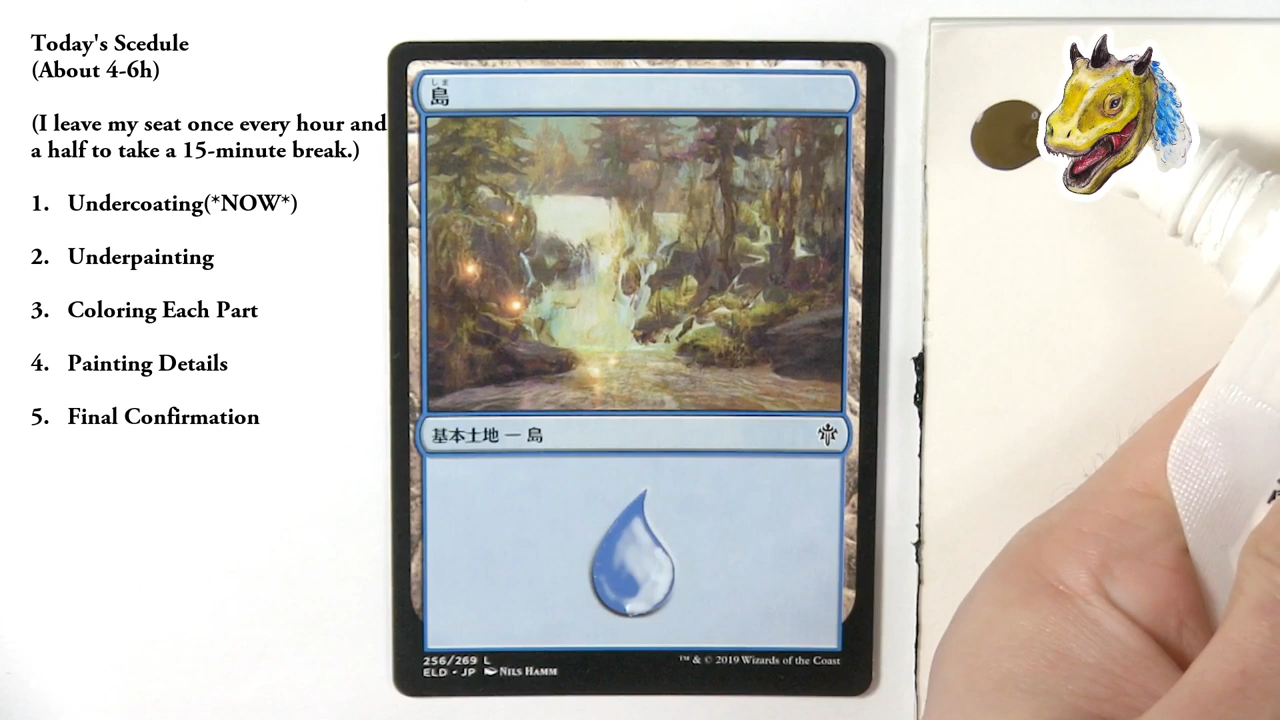 Today's Scedule
(About 4-6h)
(I leave my seat once every hour and
a half to take a 15-minute break.)
1. Undercoating(*NOW*)
2. Underpainting
3. Coloring Each Part
4. Painting Details
5. Final Confirmation
しま
島
基本土地 — 島
256/269 L
ELD • JP NILS HAMM
™ & © 2019 Wizards of the Coast